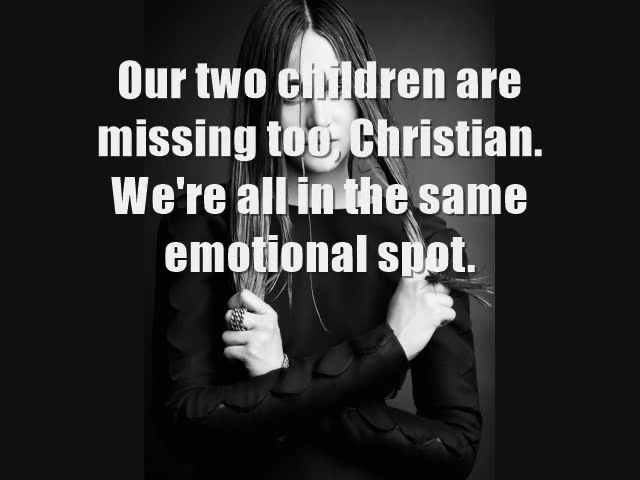 Our two children are
missing too, Christian.
We're all in the same
emotional spot.